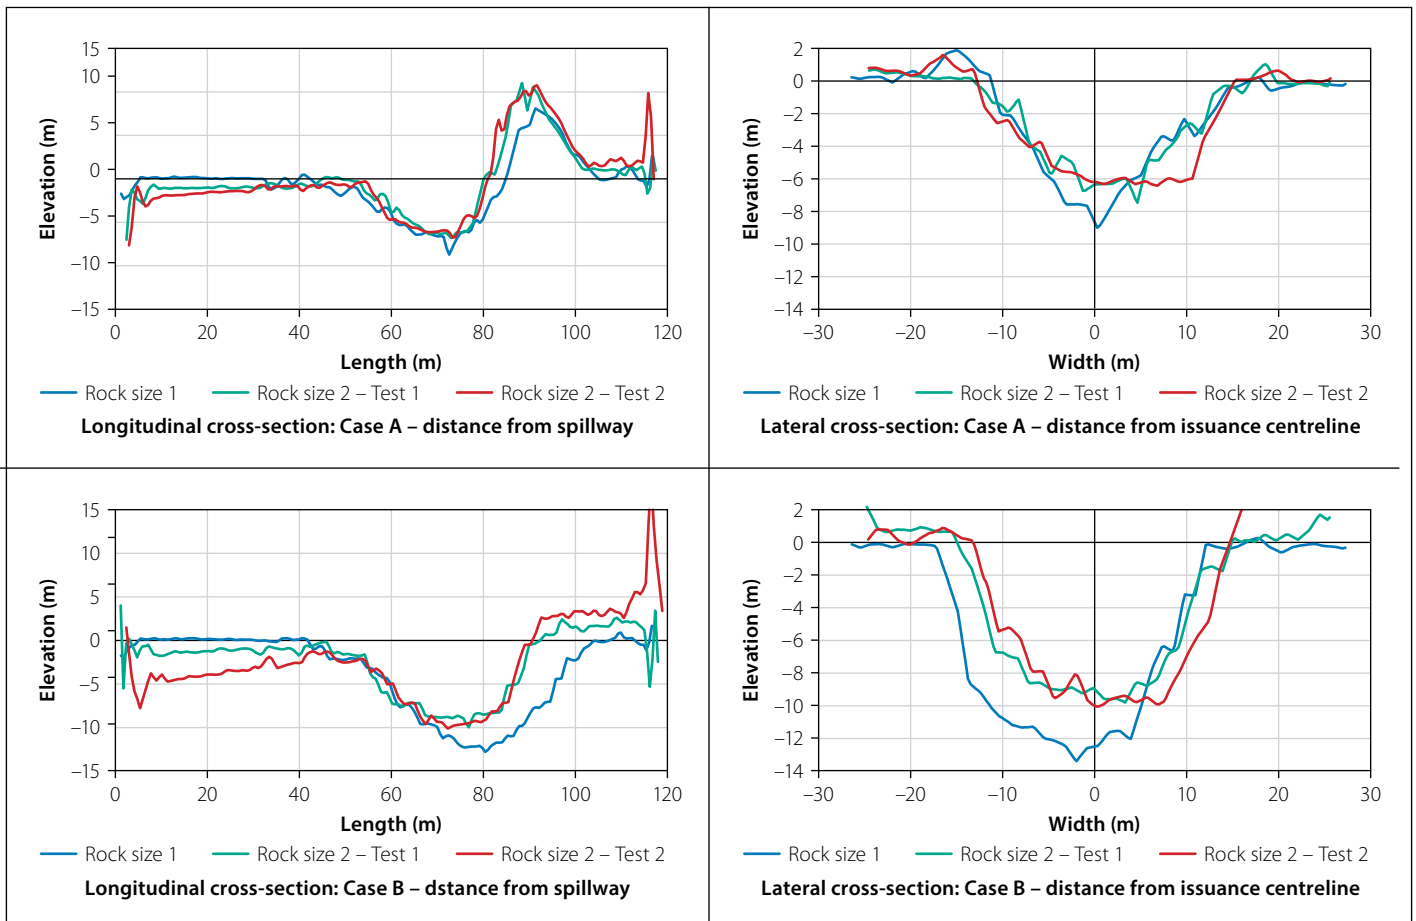 15
10
5
0
−5
−10
−15
Elevation (m)
0 20 40 60 80 100 120
Length (m)
Rock size 1 Rock size 2 – Test 1 Rock size 2 – Test 2
Longitudinal cross-section: Case A – distance from spillway
2
0
−2
−4
−6
−8
−10
−12
−14
Elevation (m)
−30 −20 −10 0 10 20 30
Width (m)
Rock size 1 Rock size 2 – Test 1 Rock size 2 – Test 2
Lateral cross-section: Case A – distance from issuance centreline
15
10
5
0
−5
−10
−15
Elevation (m)
0 20 40 60 80 100 120
Length (m)
Rock size 1 Rock size 2 – Test 1 Rock size 2 – Test 2
Longitudinal cross-section: Case B – dstance from spillway
2
0
−2
−4
−6
−8
−10
−12
−14
Elevation (m)
−30 −20 −10 0 10 20 30
Width (m)
Rock size 1 Rock size 2 – Test 1 Rock size 2 – Test 2
Lateral cross-section: Case B – distance from issuance centreline